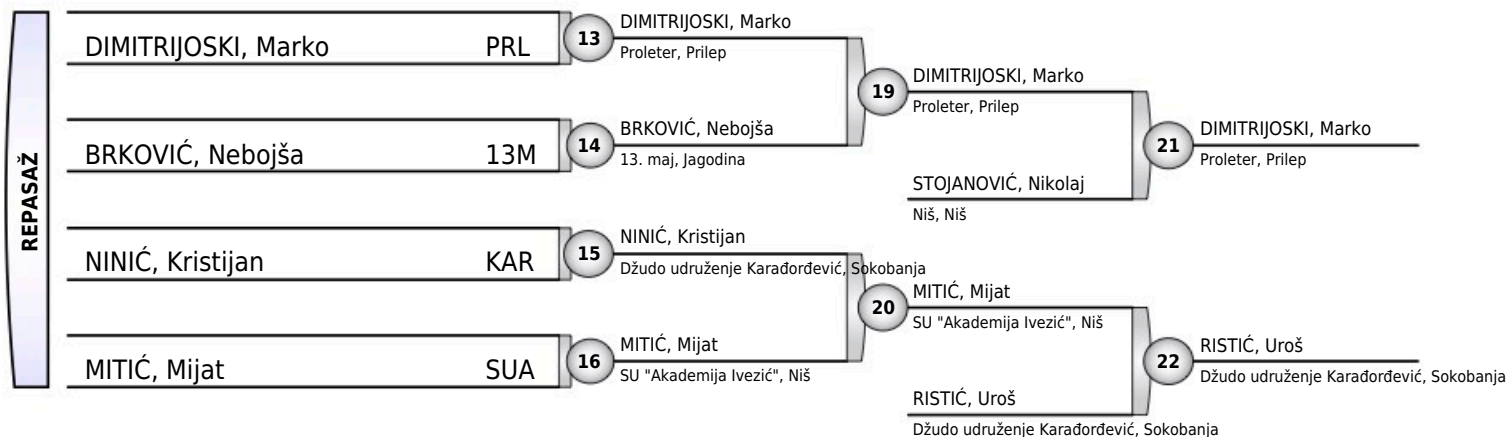 REPASAŽ
DIMITRIJOSKI, Marko PRL
BRKOVIĆ, Nebojša 13M
NINIĆ, Kristijan KAR
MITIĆ, Mijat SUA
13
DIMITRIJOSKI, Marko
Proleter, Prilep
14
BRKOVIĆ, Nebojša
13. maj, Jagodina
15
NINIĆ, Kristijan
Džudo udruženje Karađorđević, Sokobanja
16
MITIĆ, Mijat
SU "Akademija Ivezić", Niš
19
DIMITRIJOSKI, Marko
Proleter, Prilep
STOJANOVIĆ, Nikolaj
Niš, Niš
20
MITIĆ, Mijat
SU "Akademija Ivezić", Niš
RISTIĆ, Uroš
Džudo udruženje Karađorđević, Sokobanja
21
DIMITRIJOSKI, Marko
Proleter, Prilep
22
RISTIĆ, Uroš
Džudo udruženje Karađorđević, Sokobanja